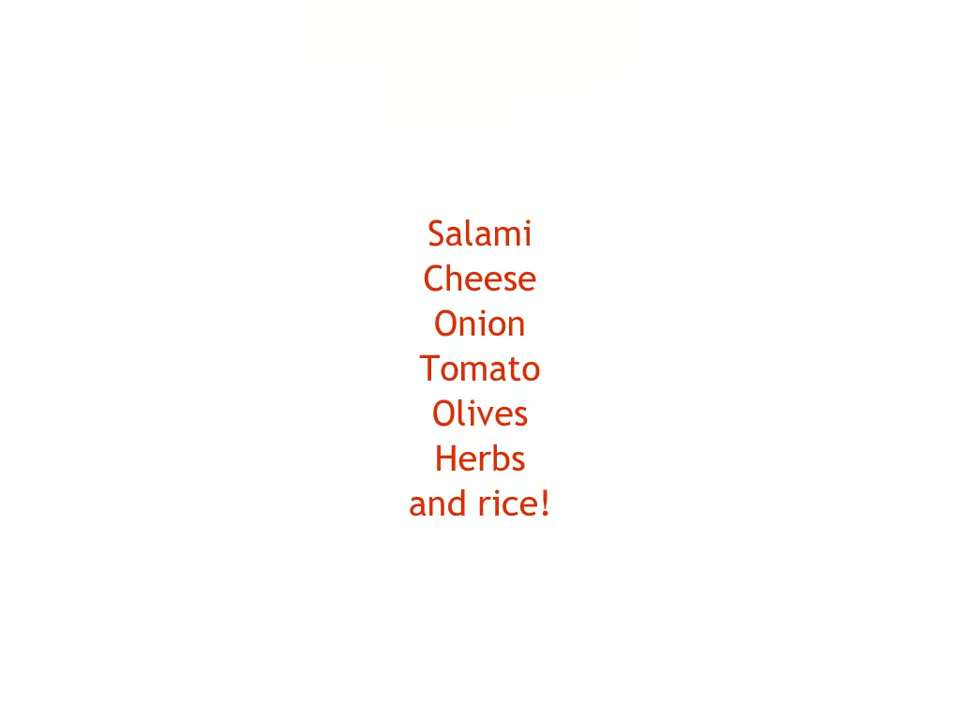 Salami
Cheese
Onion
Tomato
Olives
Herbs
and rice!